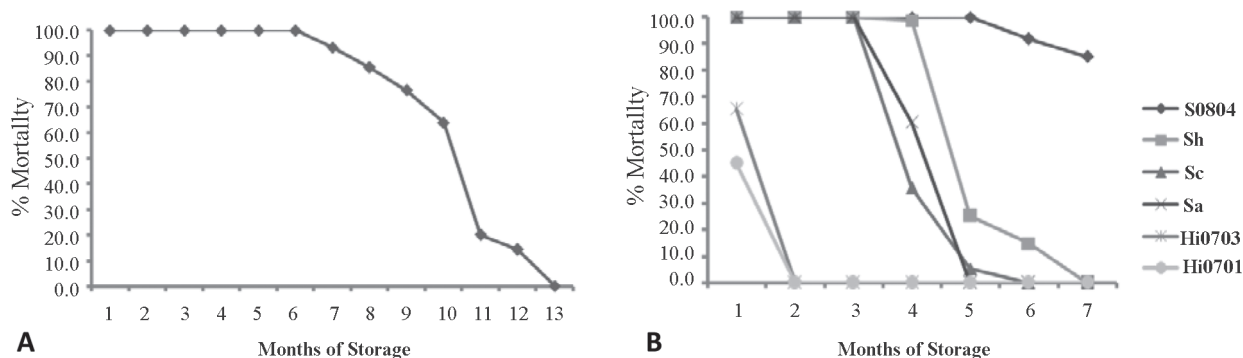 % Mortallty
100.0
90.0
80.0
70.0
60.0
50.0
40.0
30.0
20.0
10.0
0.0
1 2 3 4 5 6 7 8 9 10 11 12 13
Months of Storage
A
% Mortallty
100.0
90.0
80.0
70.0
60.0
50.0
40.0
30.0
20.0
10.0
0.0
1 2 3 4 5 6 7
Months of Storage
B
S0804
Sh
Sc
Sa
Hi0703
Hi0701